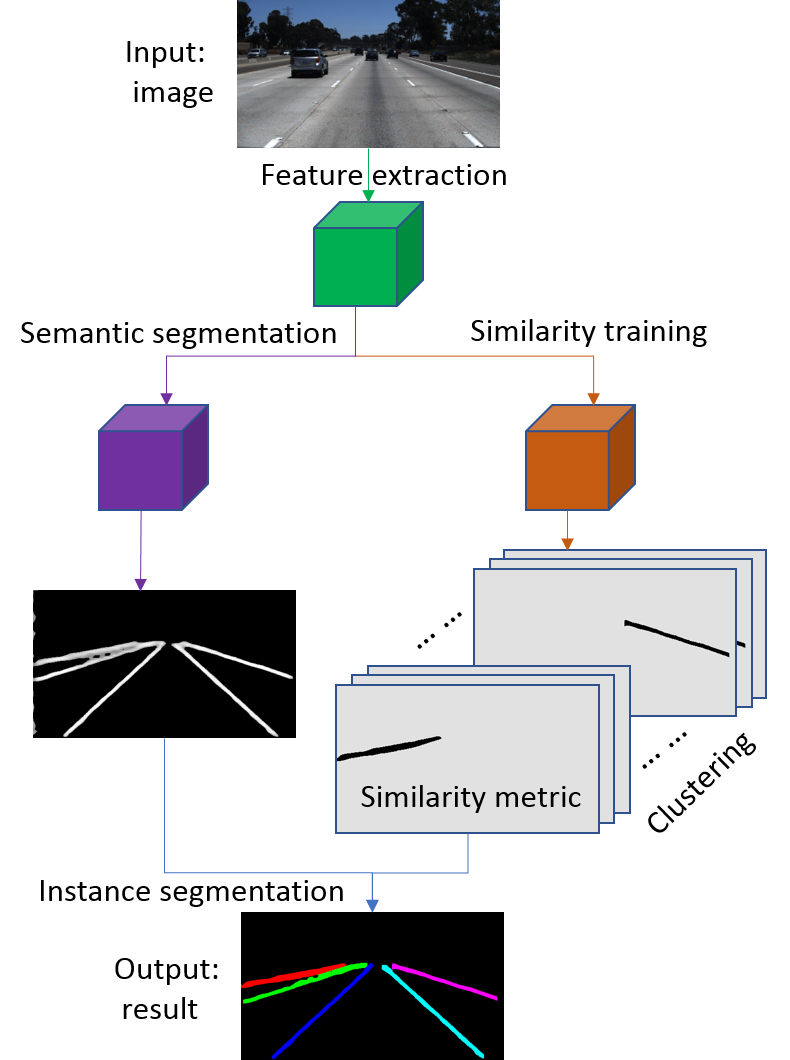 Input:
image
Feature extraction
Semantic segmentation
Similarity training
... ...
... ...
Similarity metric
Clustering
Instance segmentation
Output:
result